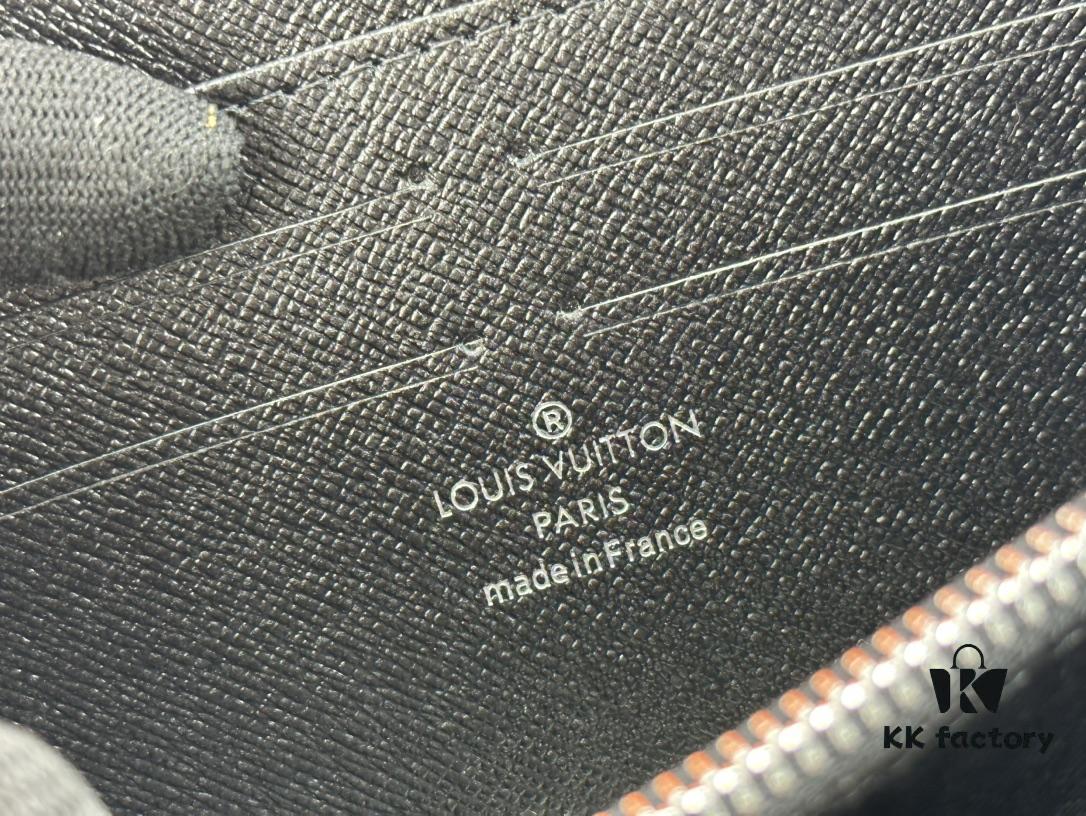 ®
LOUIS VUITTON
PARIS
made in France
KK factory